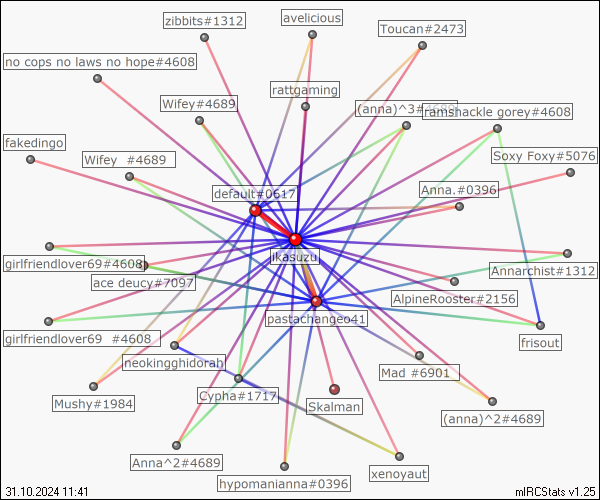 zibbits#1312
avelicious
Toucan#2473
no cops no laws no hope#4608
rattgaming
Wifey#4689
(anna)^3#4689
ramshackle gorey#4608
fakedingo
Wifey  #4689
Soxy Foxy#5076
default#0617
Anna.#0396
ikasuzu
girlfriendlover69#4608
ace deucy#7097
Annarchist#1312
AlpineRooster#2156
pastachangeo41
girlfriendlover69  #4608
frisout
neokingghidorah
Mad #6901
Mushy#1984
Cypha#1717
Skalman
(anna)^2#4689
Anna^2#4689
hypomanianna#0396
xenoyaut
31.10.2024 11:41
mIRCStats v1.25